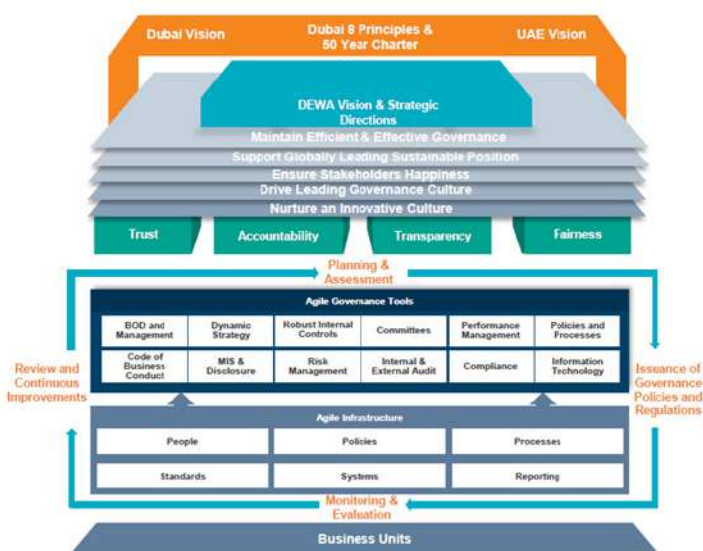 Dubai Vision
Dubai 8 Principles &
50 Year Charter
UAE Vision
DEWA Vision & Strategic
Directions
Maintain Efficient & Effective Governance
Support Globally Leading Sustainable Position
Ensure Stakeholders Happiness
Drive Leading Governance Culture
Nurture an Innovative Culture
Trust
Accountability
Transparency
Fairness
Planning &
Assessment
Agile Governance Tools
BOD and
Management
Dynamic
Strategy
Robust Internal
Controls
Committees
Performance
Management
Policies and
Processes
Code of
Business
Conduct
MIS &
Disclosure
Risk
Management
Internal &
External Audit
Compliance
Information
Technology
Review and
Continuous
Improvements
Issuance of
Governance
Policies and
Regulations
Agile Infrastructure
People
Policies
Processes
Standards
Systems
Reporting
Monitoring &
Evaluation
Business Units